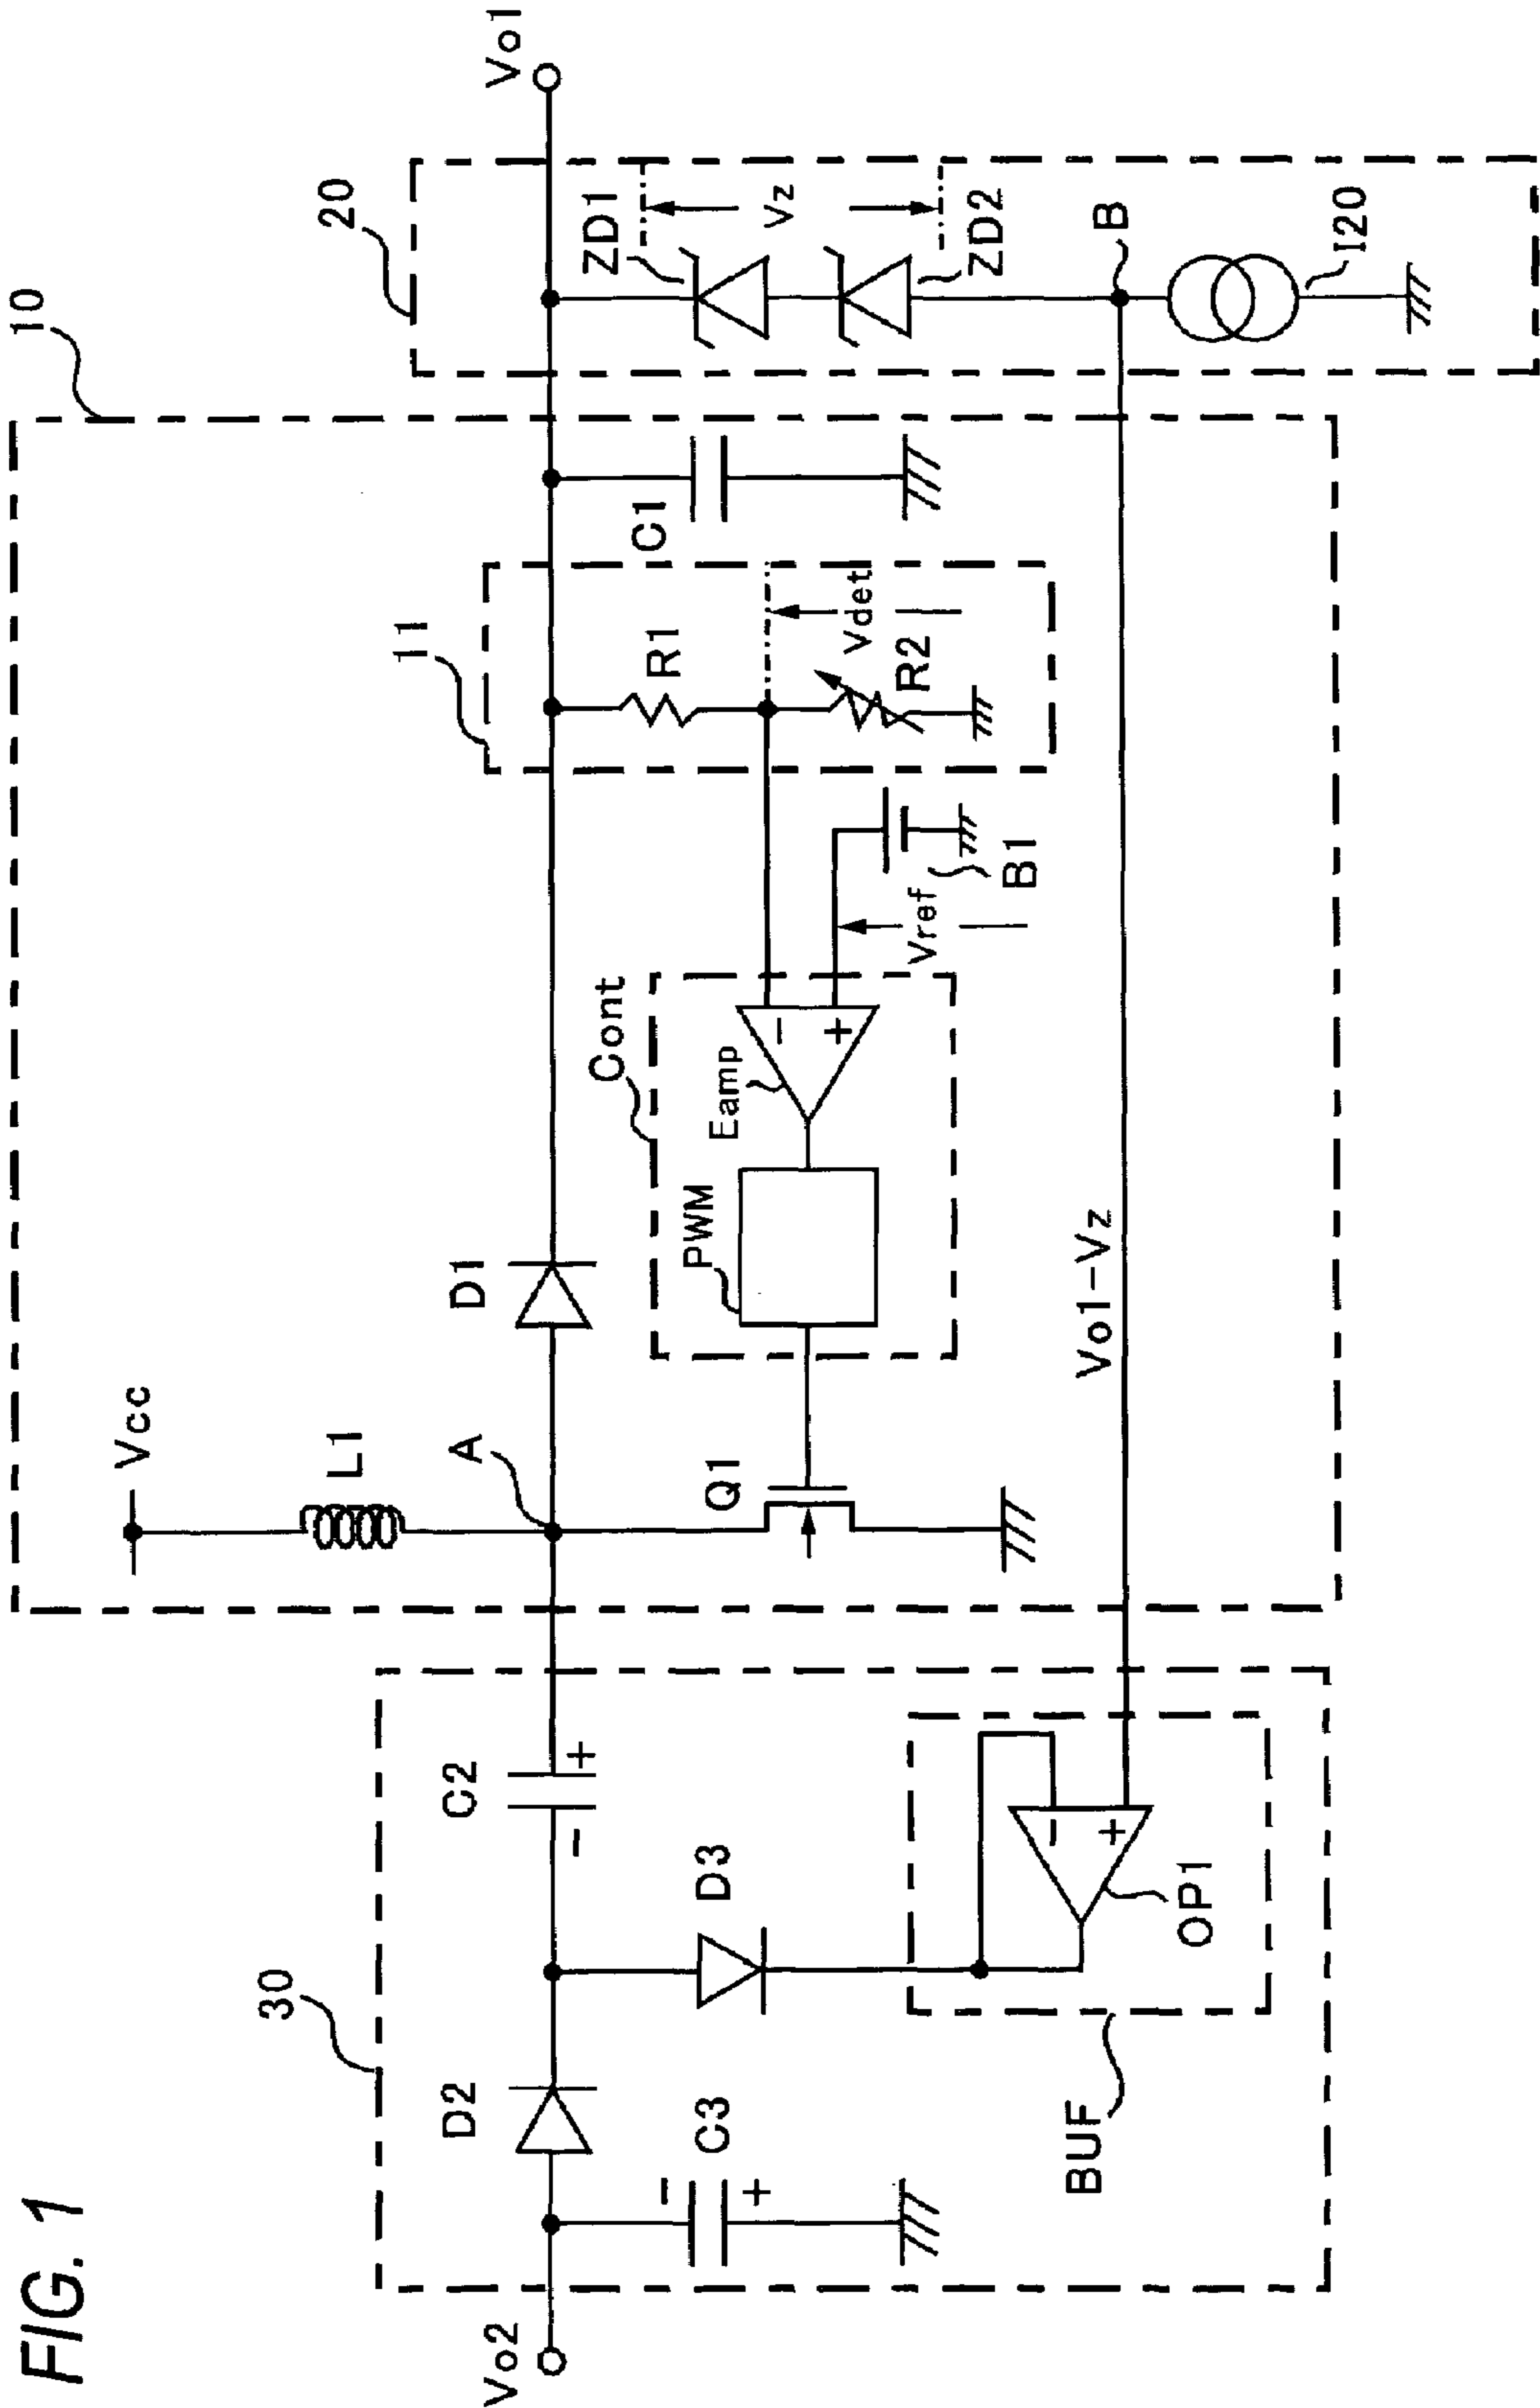 FIG. 1
10
20
30
11
Vcc
L1
A
D1
Vo1
Vo2
C2
+
-
D2
D3
C3
-
+
Q1
Cont
PWM
Eamp
-
+
R1
R2
Vdet
Vref
B1
C1
ZD1
Vz
ZD2
B
I20
Vo1-Vz
-
+
OP1
BUF